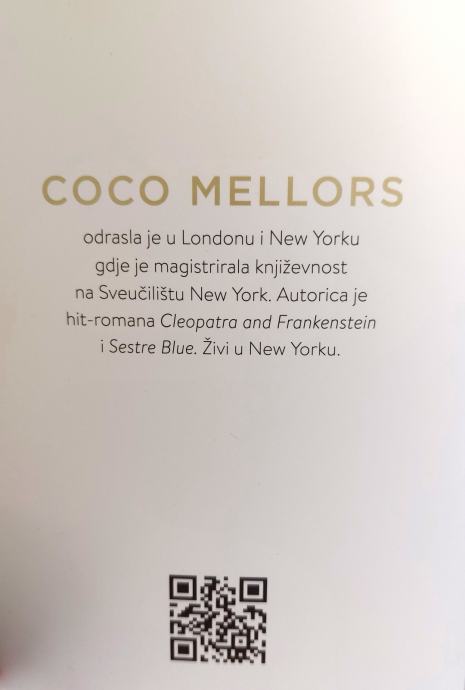 COCO MELLORS
odrasla je u Londonu i New Yorku
gdje je magistrirala književnost
na Sveučilištu New York. Autorica je
hit-romana Cleopatra and Frankenstein
i Sestre Blue. Živi u New Yorku.